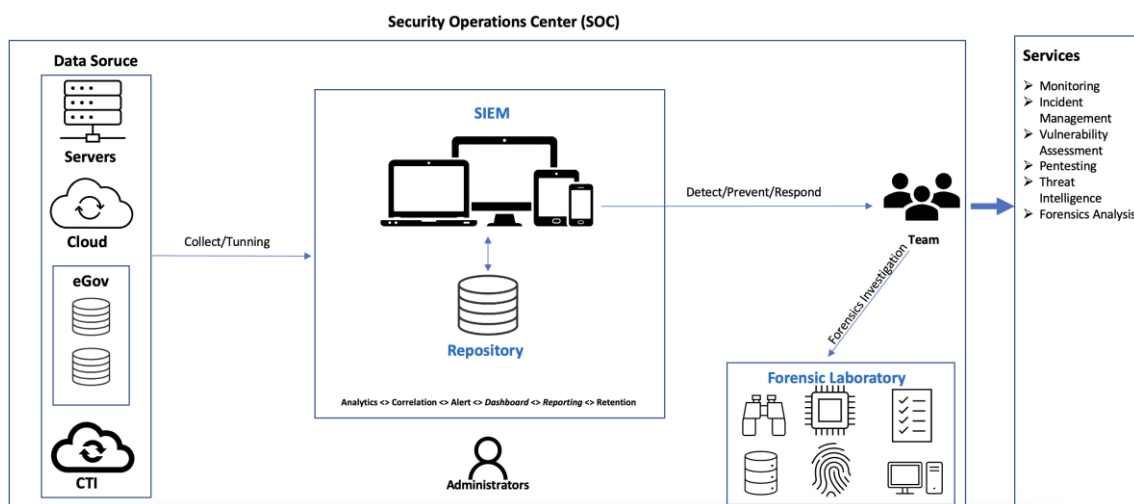 Security Operations Center (SOC)
Data Soruce
Servers
Cloud
eGov
CTI
Collect/Tunning
SIEM
Repository
Analytics <> Correlation <> Alert <> Dashboard <> Reporting <> Retention
Administrators
Detect/Prevent/Respond
Team
Forensics Investigation
Forensic Laboratory
Services
➢ Monitoring
➢ Incident
Management
➢ Vulnerability
Assessment
➢ Pentesting
➢ Threat
Intelligence
➢ Forensics Analysis